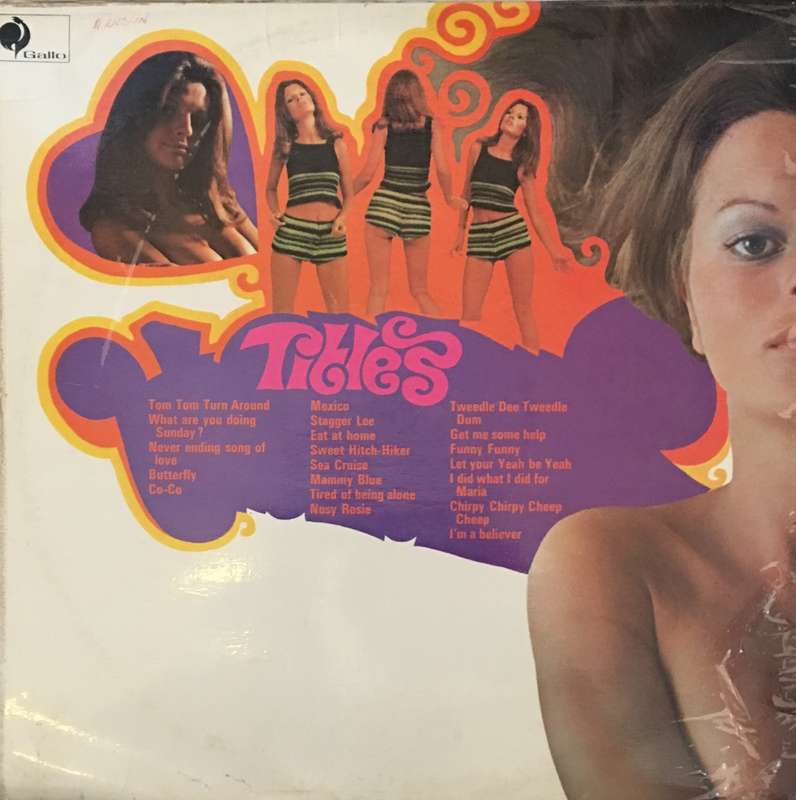 Gallo
Titles
Tom Tom Turn Around
What are you doing
Sunday?
Never ending song of
love
Butterfly
Co-Co
Mexico
Stagger Lee
Eat at home
Sweet Hitch-Hiker
Sea Cruise
Mammy Blue
Tired of being alone
Nosy Rosie
Tweedle Dee Tweedle
Dum
Get me some help
Funny Funny
Let your Yeah be Yeah
I did what I did for
Maria
Chirpy Chirpy Cheep
Cheep
I'm a believer